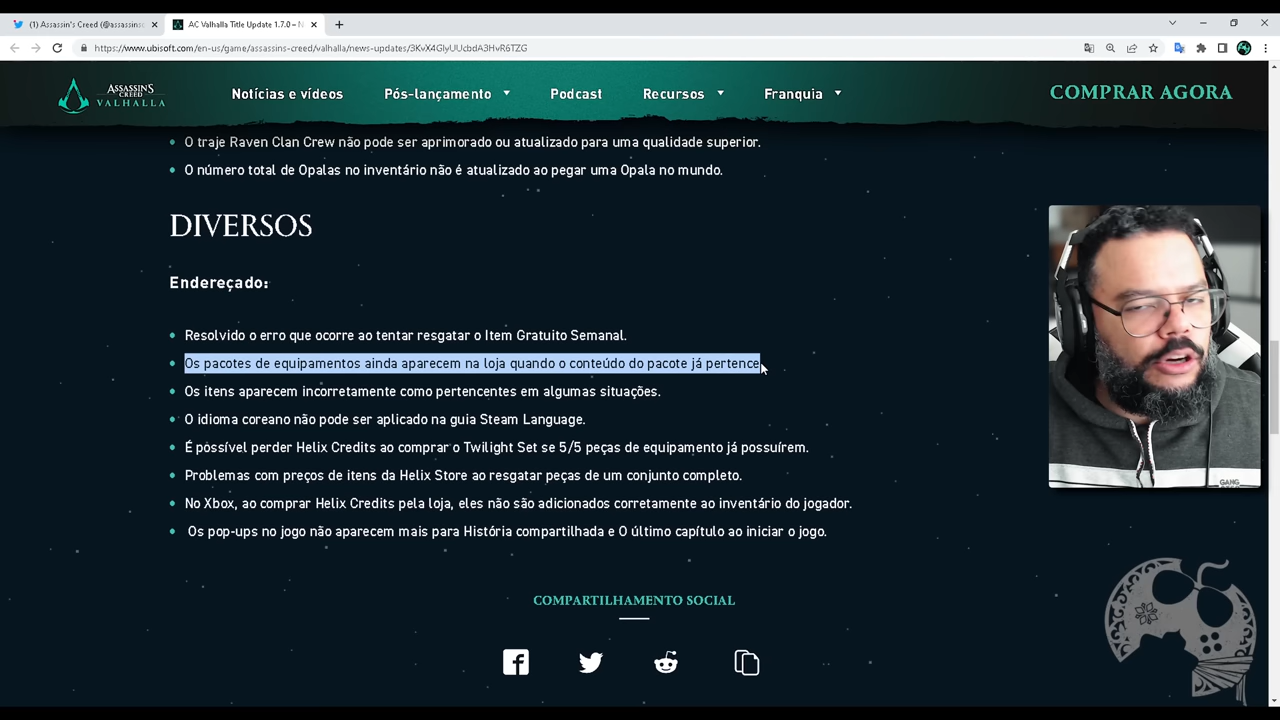 (1) Assassin's Creed (@assassins
AC Valhalla Title Update 1.7.0 – N
https://www.ubisoft.com/en-us/game/assassins-creed/valhalla/news-updates/3KvX4GlyUUcbdA3HvR6TZG
ASSASSIN'S CREED VALHALLA
Notícias e vídeos
Pós-lançamento
Podcast
Recursos
Franquia
COMPRAR AGORA
O traje Raven Clan Crew não pode ser aprimorado ou atualizado para uma qualidade superior.
O número total de Opalas no inventário não é atualizado ao pegar uma Opala no mundo.
DIVERSOS
Endereçado:
Resolvido o erro que ocorre ao tentar resgatar o Item Gratuito Semanal.
Os pacotes de equipamentos ainda aparecem na loja quando o conteúdo do pacote já pertence.
Os itens aparecem incorretamente como pertencentes em algumas situações.
O idioma coreano não pode ser aplicado na guia Steam Language.
É possível perder Helix Credits ao comprar o Twilight Set se 5/5 peças de equipamento já possuírem.
Problemas com preços de itens da Helix Store ao resgatar peças de um conjunto completo.
No Xbox, ao comprar Helix Credits pela loja, eles não são adicionados corretamente ao inventário do jogador.
Os pop-ups no jogo não aparecem mais para História compartilhada e O último capítulo ao iniciar o jogo.
COMPARTILHAMENTO SOCIAL